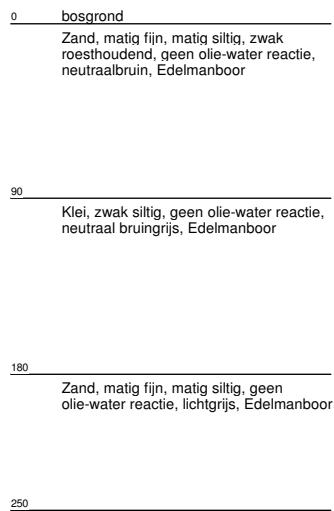 0 bosgrond
Zand, matig fijn, matig siltig, zwak
roesthoudend, geen olie-water reactie,
neutraalbruin, Edelmanboor
90
Klei, zwak siltig, geen olie-water reactie,
neutraal bruingrijs, Edelmanboor
180
Zand, matig fijn, matig siltig, geen
olie-water reactie, lichtgrijs, Edelmanboor
250